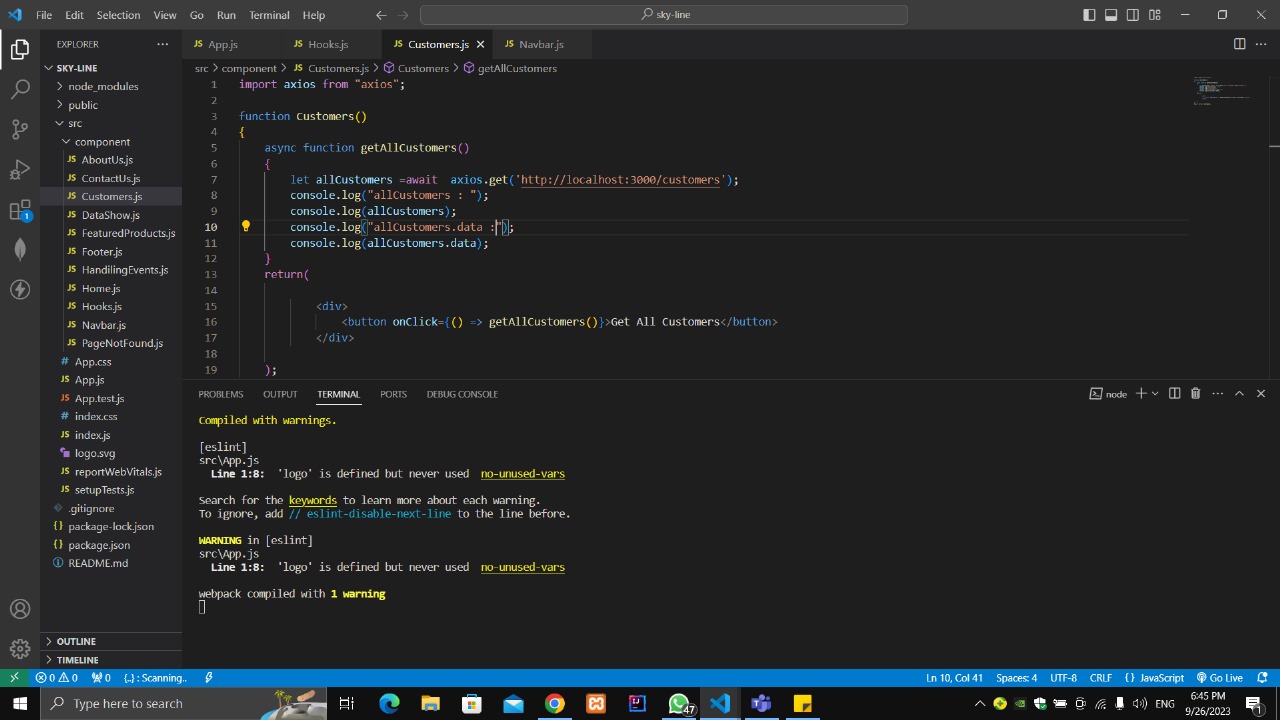 File Edit Selection View Go Run Terminal Help
sky-line
EXPLORER
App.js
Hooks.js
Customers.js
Navbar.js
SKY-LINE
node_modules
public
src
component
AboutUs.js
ContactUs.js
Customers.js
DataShow.js
FeaturedProducts.js
Footer.js
HandilingEvents.js
Home.js
Hooks.js
Navbar.js
PageNotFound.js
App.css
App.js
App.test.js
index.css
index.js
logo.svg
reportWebVitals.js
setupTests.js
.gitignore
package-lock.json
package.json
README.md
OUTLINE
TIMELINE
src > component > Customers.js > Customers > getAllCustomers
1 import axios from "axios";
2
3 function Customers()
4 {
5 async function getAllCustomers()
6 {
7 let allCustomers =await axios.get('http://localhost:3000/customers');
8 console.log("allCustomers : ");
9 console.log(allCustomers);
10 console.log("allCustomers.data :");
11 console.log(allCustomers.data);
12 }
13 return(
14
15 <div>
16 <button onClick={() => getAllCustomers()}>Get All Customers</button>
17 </div>
18
19 );
PROBLEMS OUTPUT TERMINAL PORTS DEBUG CONSOLE
node
Compiled with warnings.
[eslint]
src\App.js
Line 1:8: 'logo' is defined but never used no-unused-vars
Search for the keywords to learn more about each warning.
To ignore, add // eslint-disable-next-line to the line before.
WARNING in [eslint]
src\App.js
Line 1:8: 'logo' is defined but never used no-unused-vars
webpack compiled with 1 warning
1
0 0 0 {..} : Scanning..
Ln 10, Col 41 Spaces: 4 UTF-8 CRLF {} JavaScript Go Live
Type here to search
47
ENG
6:45 PM
9/26/2023
1